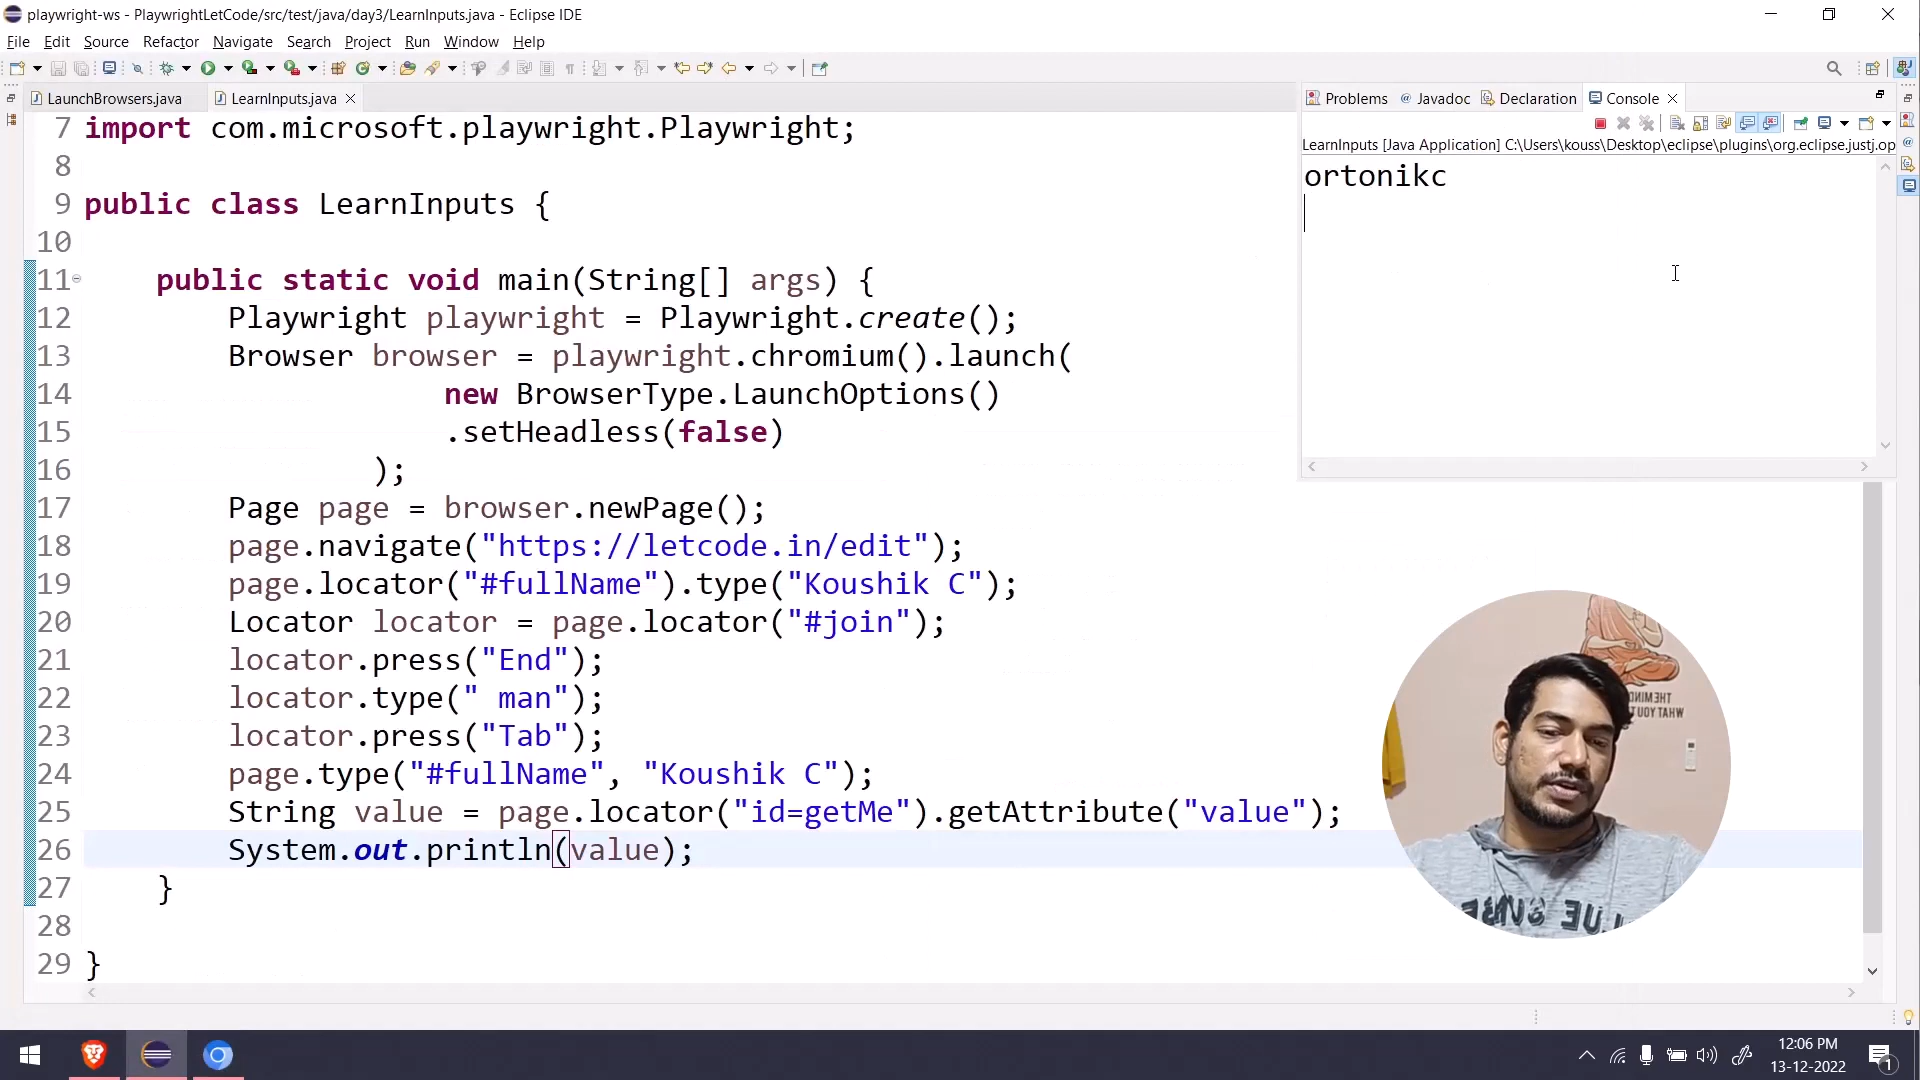 playwright-ws - PlaywrightLetCode/src/test/java/day3/LearnInputs.java - Eclipse IDE
File Edit Source Refactor Navigate Search Project Run Window Help
LaunchBrowsers.java LearnInputs.java
Problems Javadoc Declaration Console
LearnInputs [Java Application] C:\Users\kouss\Desktop\eclipse\plugins\org.eclipse.justj.op
ortonikc
7 import com.microsoft.playwright.Playwright;
8
9 public class LearnInputs {
10
11 public static void main(String[] args) {
12 Playwright playwright = Playwright.create();
13 Browser browser = playwright.chromium().launch(
14 new BrowserType.LaunchOptions()
15 .setHeadless(false)
16 );
17 Page page = browser.newPage();
18 page.navigate("https://letcode.in/edit");
19 page.locator("#fullName").type("Koushik C");
20 Locator locator = page.locator("#join");
21 locator.press("End");
22 locator.type(" man");
23 locator.press("Tab");
24 page.type("#fullName", "Koushik C");
25 String value = page.locator("id=getMe").getAttribute("value");
26 System.out.println(value);
27 }
28
29 }
THE MIND
WHAT YOU T
12:06 PM
13-12-2022
1